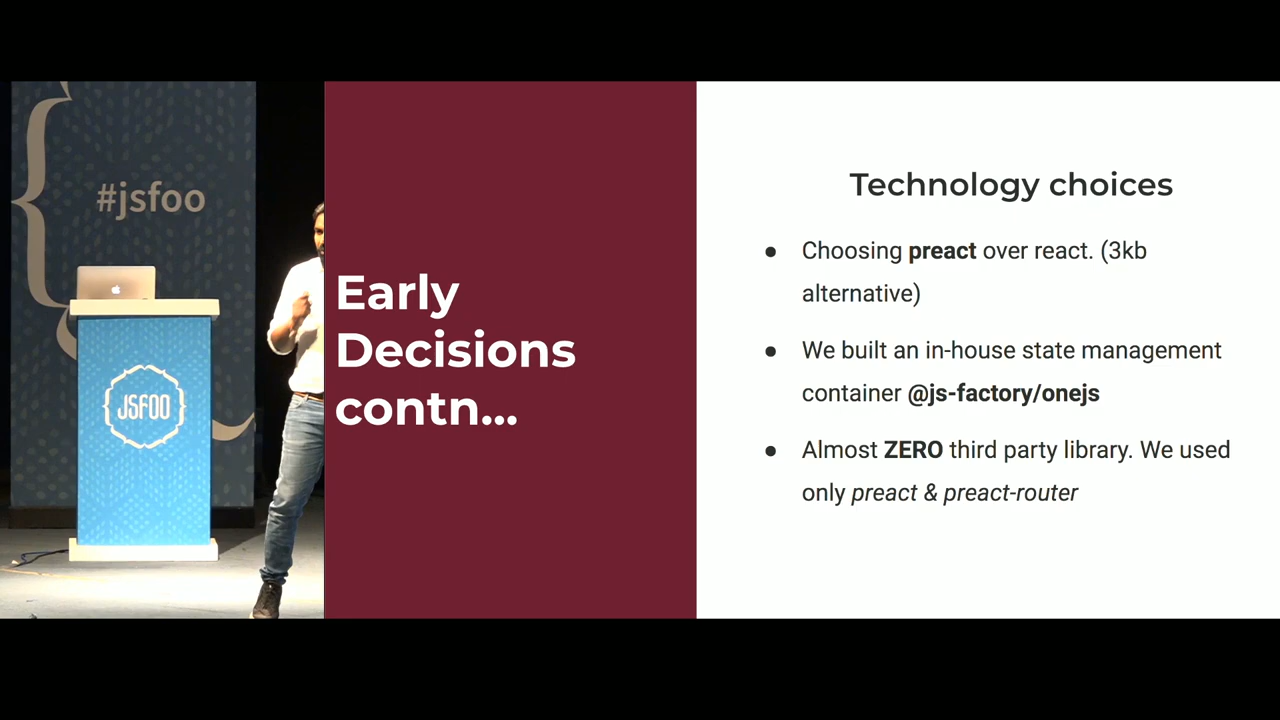 #jsfoo
JSFOO
Early
Decisions
contn...
Technology choices
● Choosing preact over react. (3kb
alternative)
● We built an in-house state management
container @js-factory/onejs
● Almost ZERO third party library. We used
only preact & preact-router